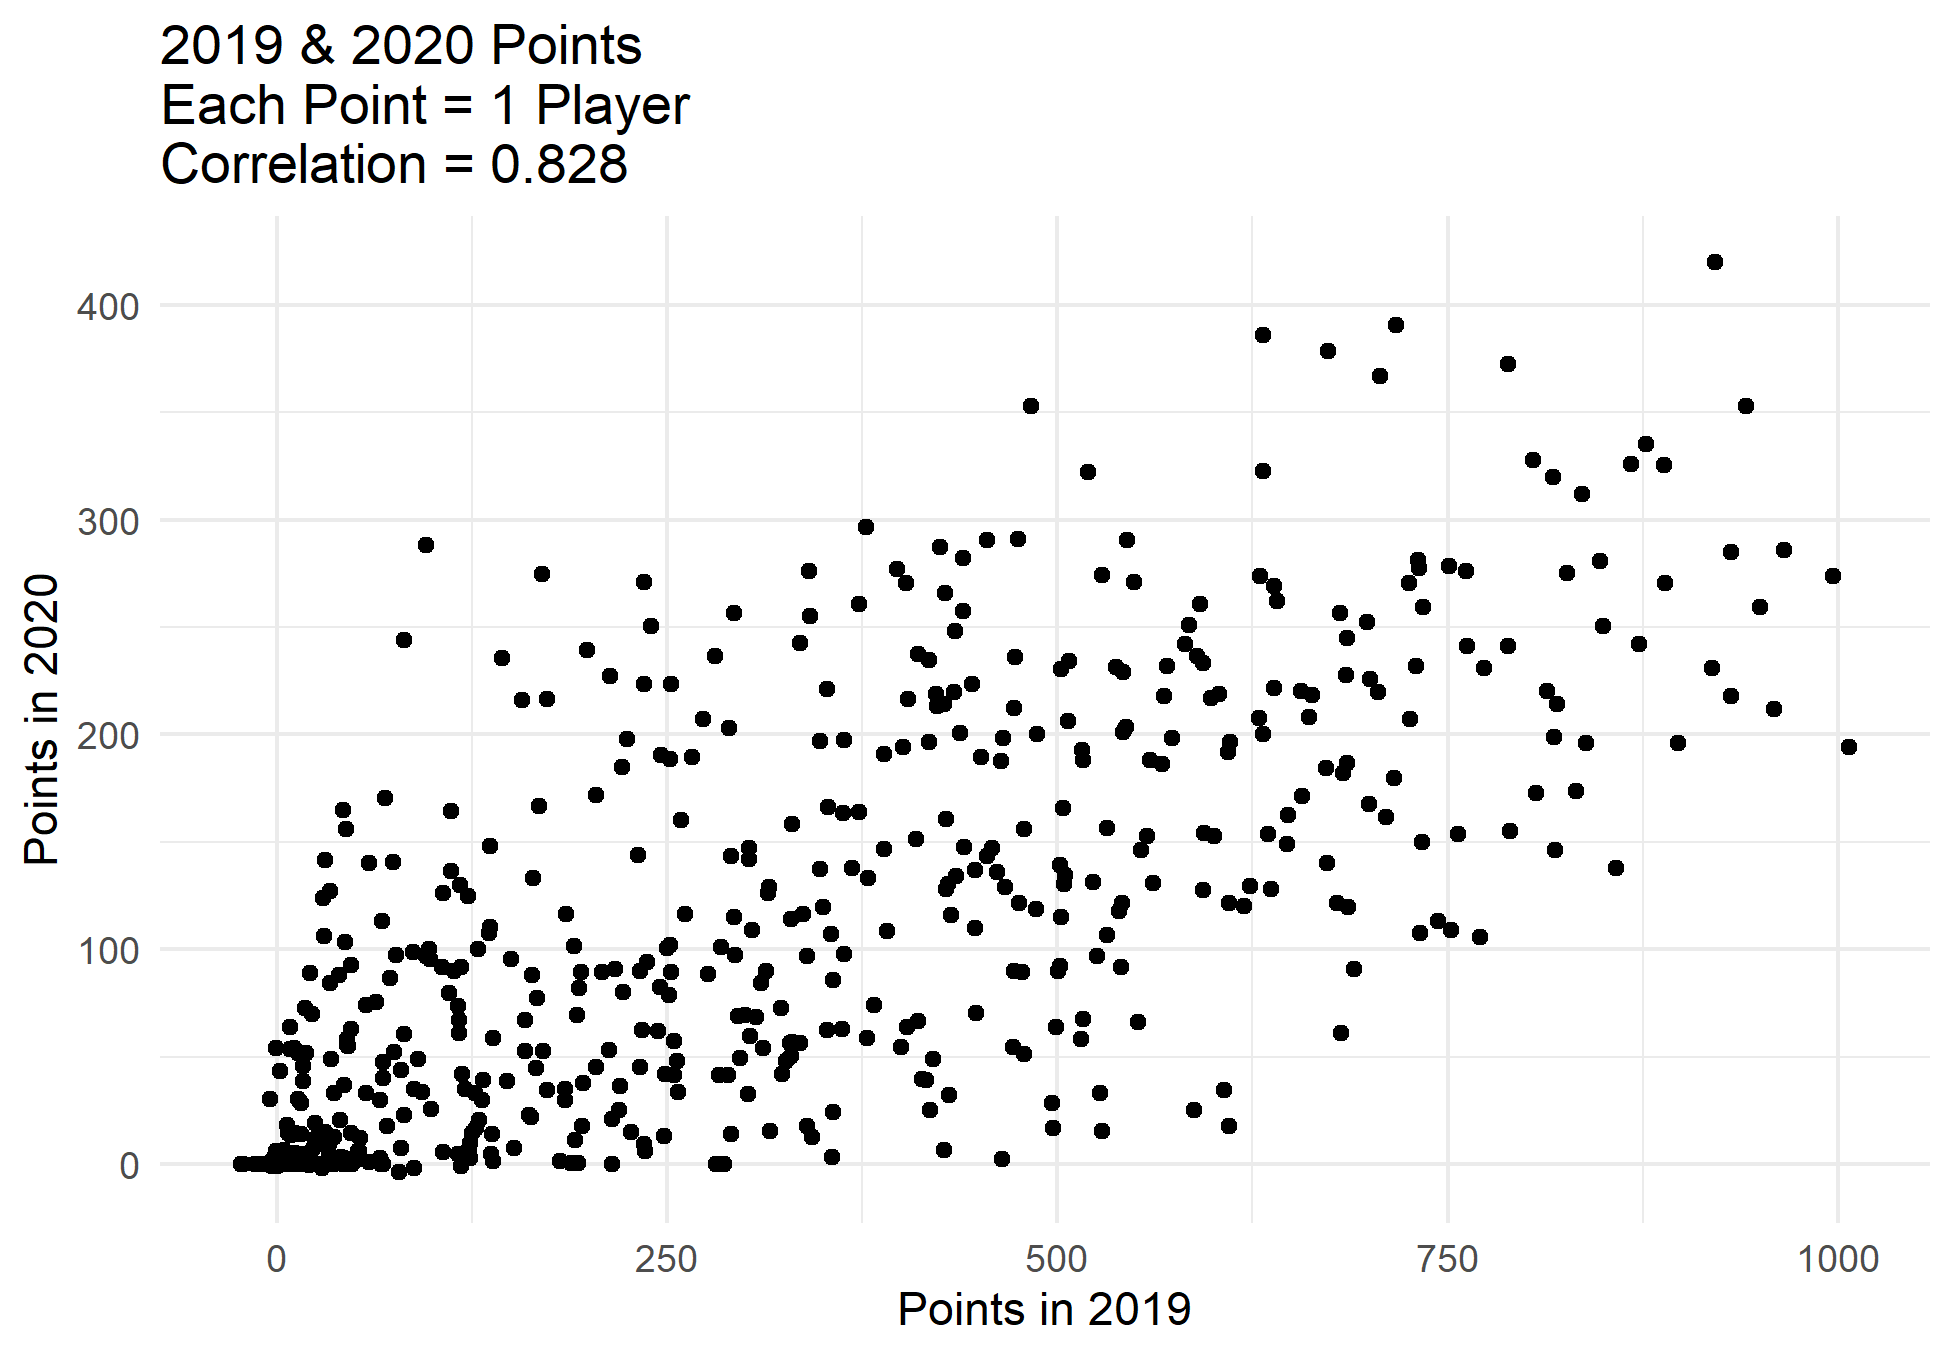 2019 & 2020 Points
Each Point = 1 Player
Correlation = 0.828
Points in 2020
400
300
200
100
0
0
250
500
750
1000
Points in 2019